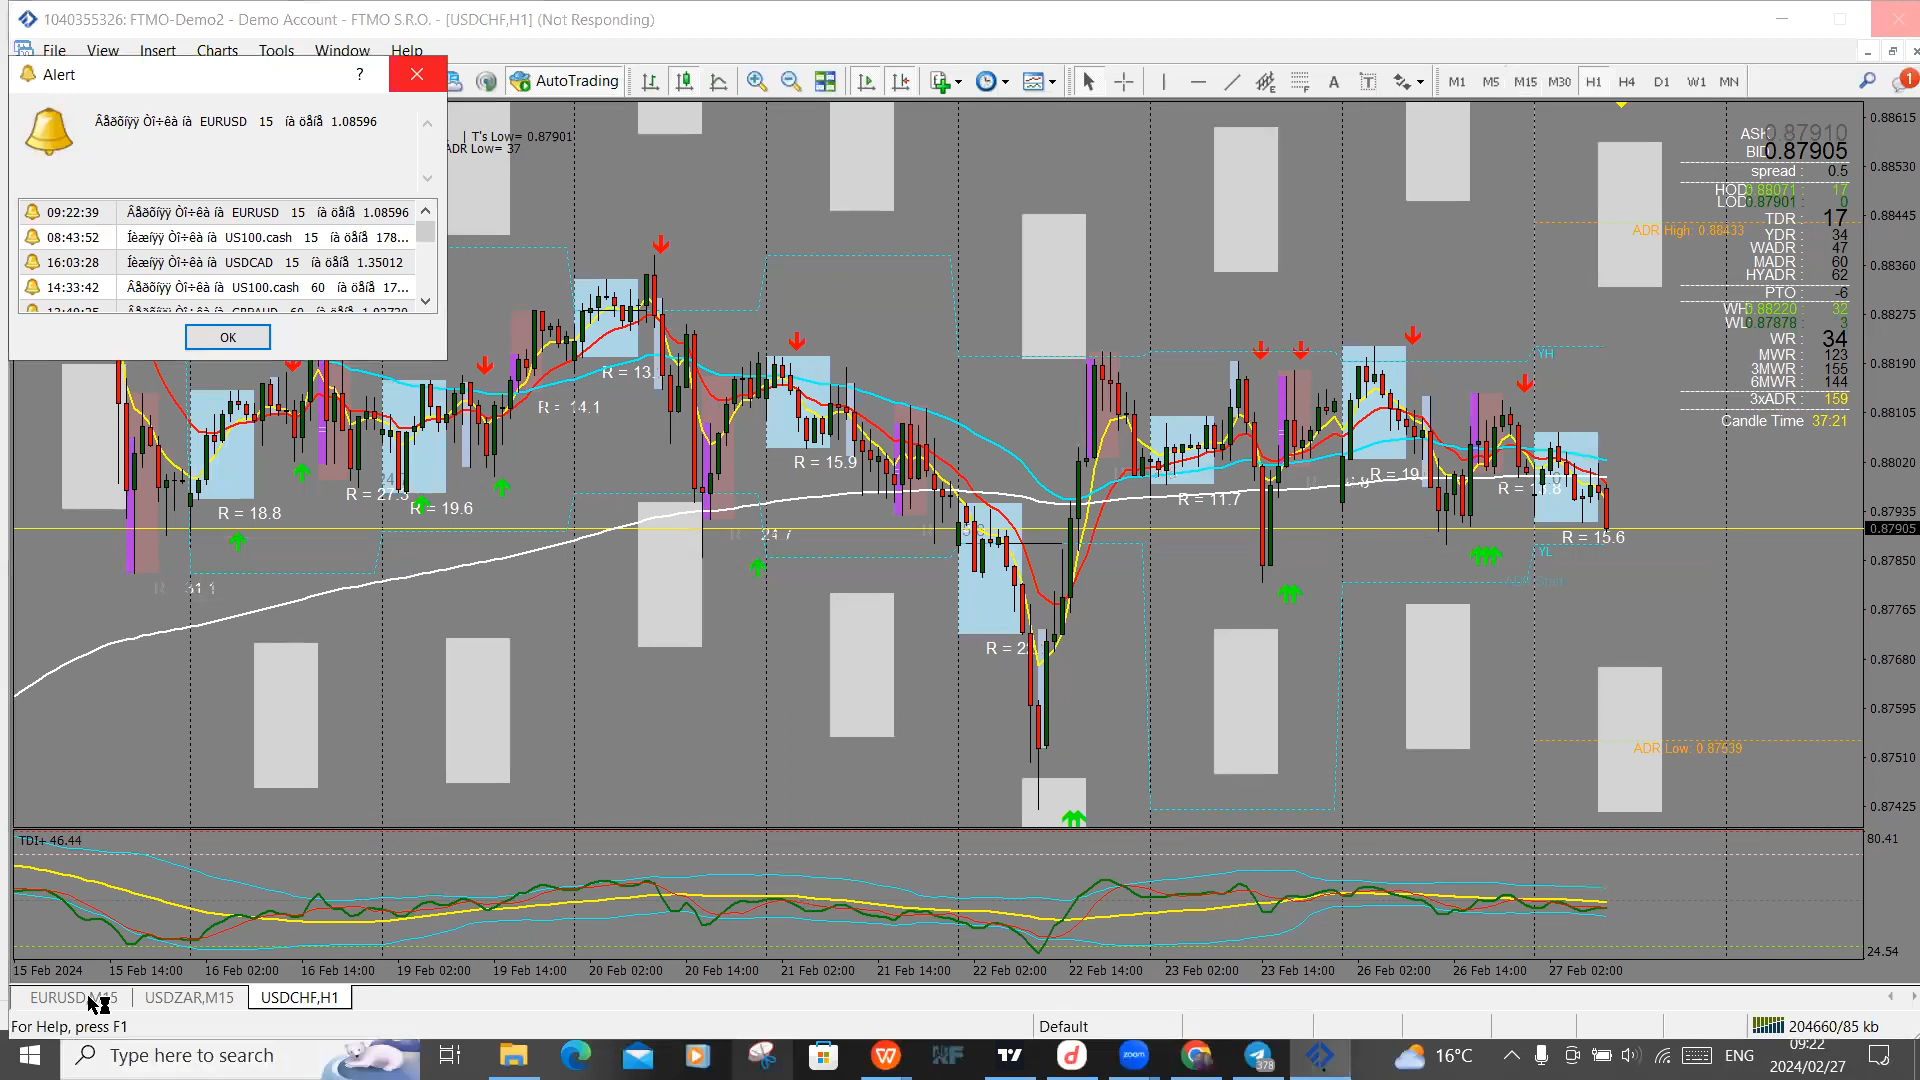 1040355326: FTMO-Demo2 - Demo Account - FTMO S.R.O. - [USDCHF,H1] (Not Responding)
File View Insert Charts Tools Window Help
Alert ?
AutoTrading
M1 M5 M15 M30 H1 H4 D1 W1 MN
1
Âåðõíÿÿ Òî÷êà íà EURUSD 15 íà öåíå 1.08596
09:22:39 Âåðõíÿÿ Òî÷êà íà EURUSD 15 íà öåíå 1.08596
08:43:52 Íèæíÿÿ Òî÷êà íà US100.cash 15 íà öåíå 178...
16:03:28 Íèæíÿÿ Òî÷êà íà USDCAD 15 íà öåíå 1.35012
14:33:42 Âåðõíÿÿ Òî÷êà íà US100.cash 60 íà öåíå 17...
OK
| T's Low= 0.87901
ADR Low= 37
ASK 0.87910
BID 0.87905
spread : 0.5
HOD 0.88071 17
LOD 0.87901 : 0
TDR : 17
YDR : 34
WADR : 47
MADR : 60
HYADR : 62
PTO : -6
WH 0.88220 32
WL 0.87878 : 3
WR : 34
MWR : 123
3MWR : 155
6MWR : 144
3xADR : 159
Candle Time 37:21
ADR High: 0.88433
ADR Low: 0.87539
YH
YL
R = 18.8
R = 19.6
R = 14.1
R = 13.
R = 15.9
R = 11.7
R = 15.6
31.1
24.7
0.88615
0.88530
0.88445
0.88360
0.88275
0.88190
0.88105
0.88020
0.87935
0.87905
0.87850
0.87765
0.87680
0.87595
0.87510
0.87425
TDI+ 46.44
80.41
24.54
15 Feb 2024 15 Feb 14:00 16 Feb 02:00 16 Feb 14:00 19 Feb 02:00 19 Feb 14:00 20 Feb 02:00 20 Feb 14:00 21 Feb 02:00 21 Feb 14:00 22 Feb 02:00 22 Feb 14:00 23 Feb 02:00 23 Feb 14:00 26 Feb 02:00 26 Feb 14:00 27 Feb 02:00
EURUSD,M15 USDZAR,M15 USDCHF,H1
For Help, press F1 Default 204660/85 kb
Type here to search
zoom
378
16°C
ENG
09:22
2024/02/27